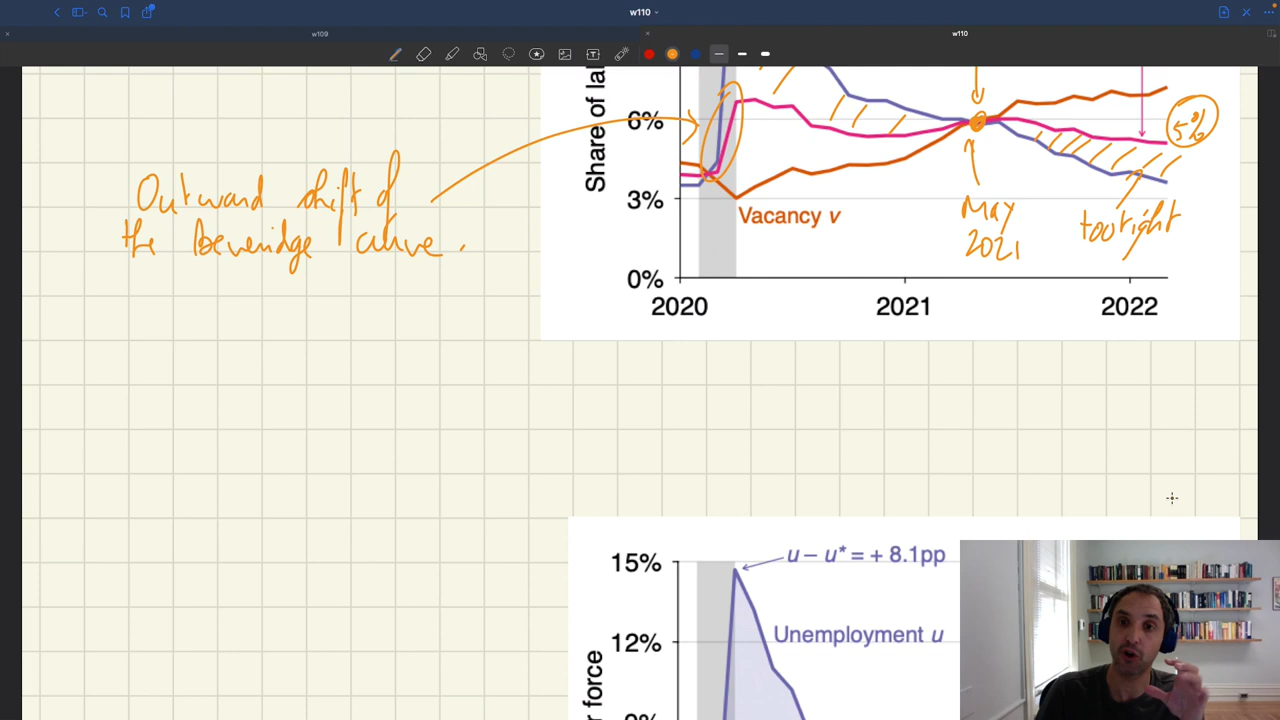 w110
w109
w110
Share of la
6%
3%
0%
Vacancy v
2020
2021
2022
5%
May
2021
too tight
Outward shift of
the Beveridge curve.
15%
12%
9%
r force
u – u* = + 8.1pp
Unemployment u